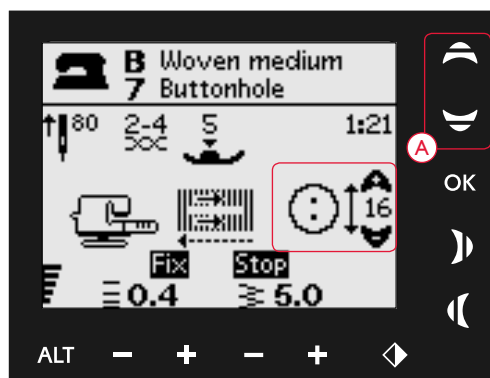 B Woven medium
7 Buttonhole
80 2-4 5 1:21
A
16
OK
Fix Stop
0.4 5.0
ALT - + - +